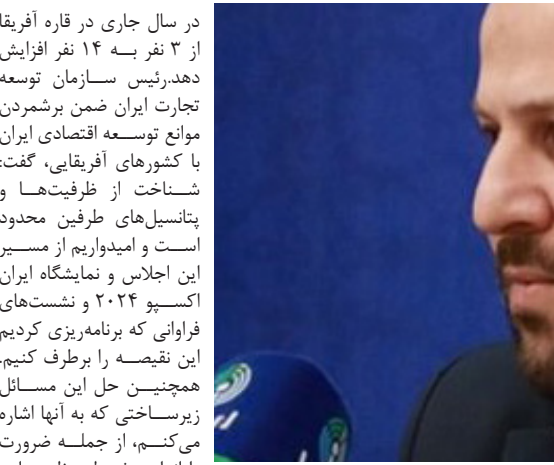 در سال جاری در قاره آفریقا
از ۳ نفر بــه ۱۴ نفر افزایش
دهد.رئیس ســازمان توسعه
تجارت ایران ضمن برشمردن
موانع توســعه اقتصادی ایران
با کشورهای آفریقایی، گفت:
شــناخت از ظرفیت‌هــا و
پتانسیل‌های طرفین محدود
اســت و امیدواریم از مســیر
این اجلاس و نمایشگاه ایران
اکســپو ۲۰۲۴ و نشست‌های
فراوانی که برنامه‌ریزی کردیم
این نقیصــه را برطرف کنیم.
همچنیــن حل این مســائل
زیرســاختی که به آنها اشاره
می‌کنــم، از جملــه ضرورت